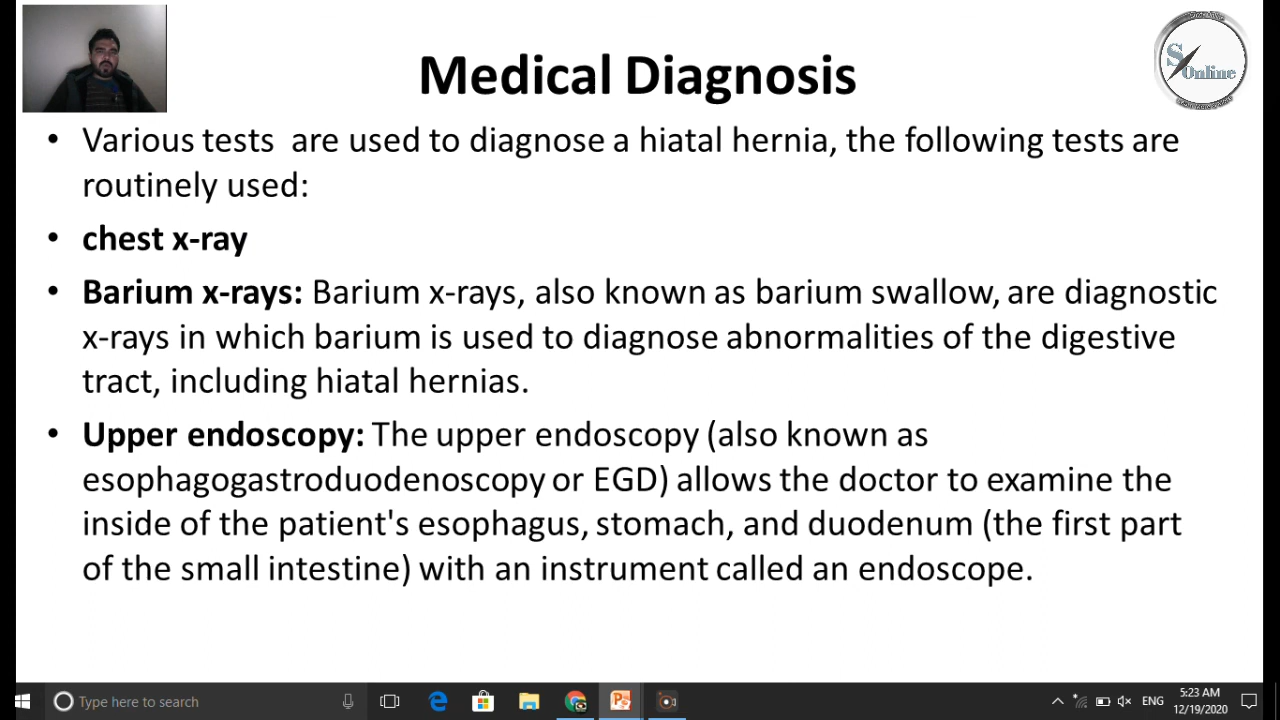 Medical Diagnosis
S Online
• Various tests are used to diagnose a hiatal hernia, the following tests are
routinely used:
• chest x-ray
• Barium x-rays: Barium x-rays, also known as barium swallow, are diagnostic
x-rays in which barium is used to diagnose abnormalities of the digestive
tract, including hiatal hernias.
• Upper endoscopy: The upper endoscopy (also known as
esophagogastroduodenoscopy or EGD) allows the doctor to examine the
inside of the patient's esophagus, stomach, and duodenum (the first part
of the small intestine) with an instrument called an endoscope.
Type here to search
ENG
5:23 AM
12/19/2020